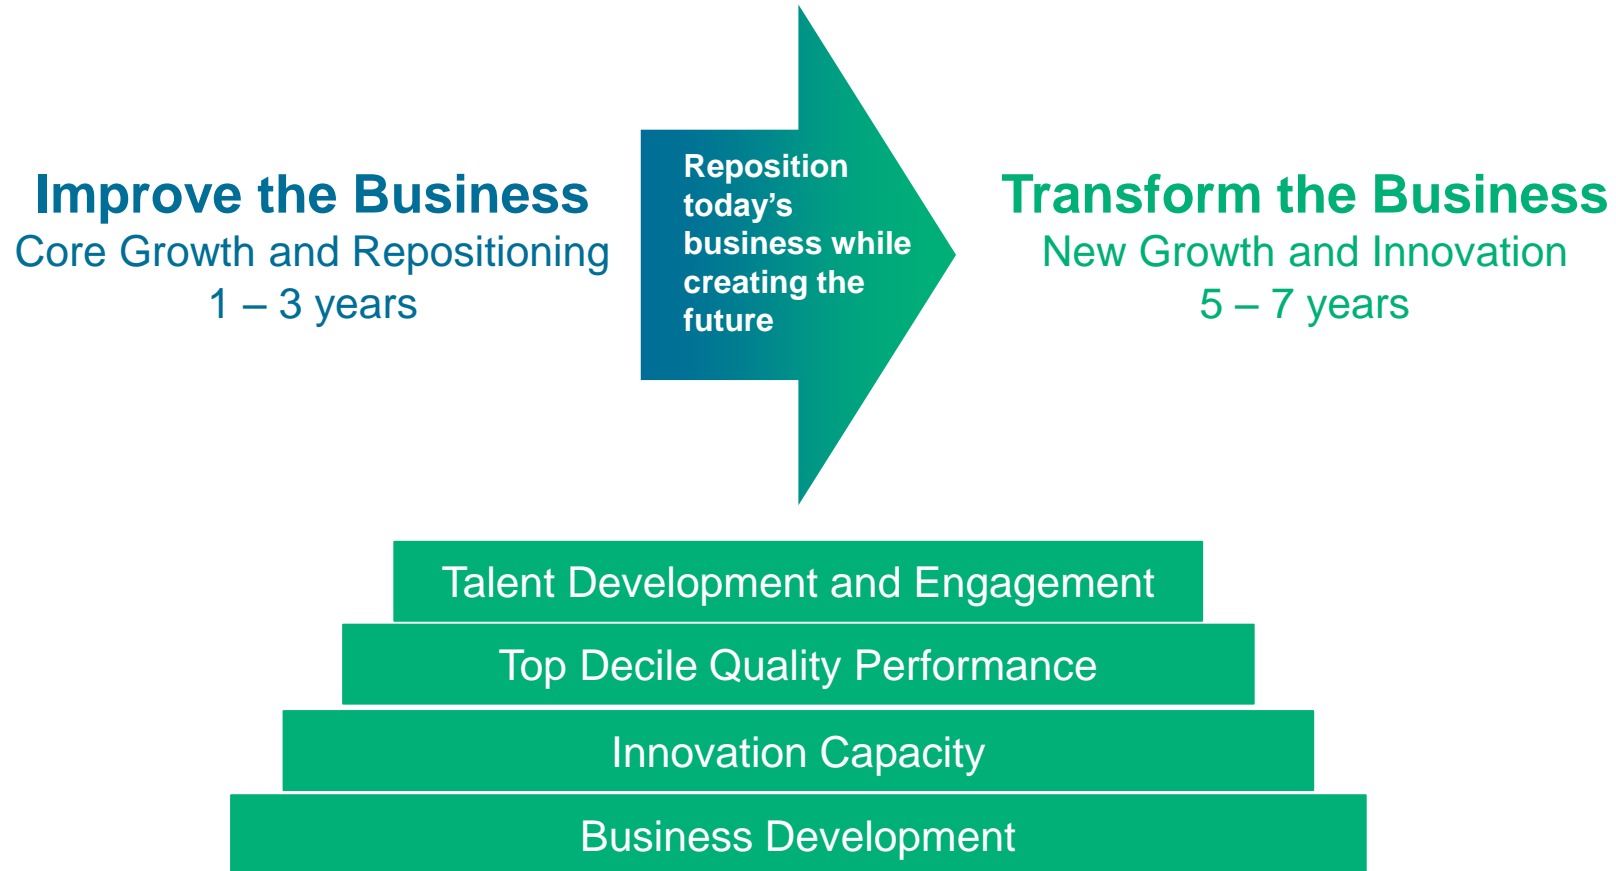 Improve the Business
Core Growth and Repositioning
1 – 3 years
Reposition
today’s
business while
creating the
future
Transform the Business
New Growth and Innovation
5 – 7 years
Talent Development and Engagement
Top Decile Quality Performance
Innovation Capacity
Business Development